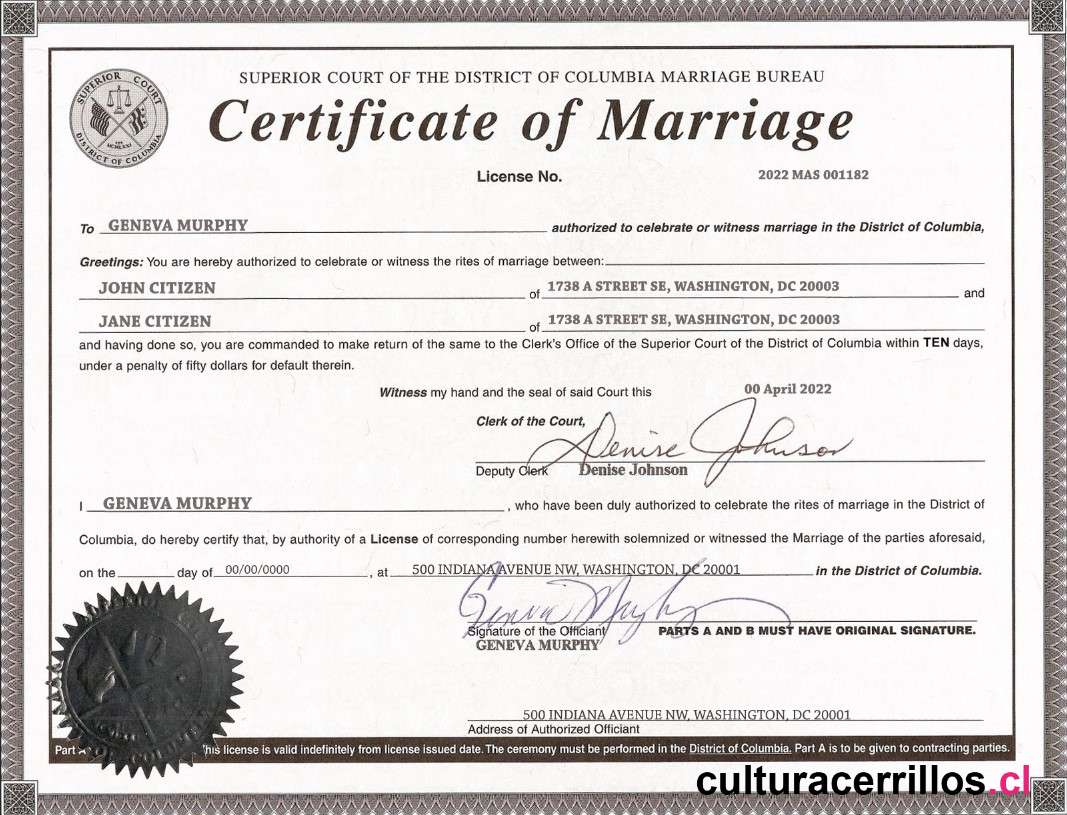 SUPERIOR COURT
DISTRICT OF COLUMBIA
SUPERIOR COURT OF THE DISTRICT OF COLUMBIA MARRIAGE BUREAU
Certificate of Marriage
License No. 2022 MAS 001182
To GENEVA MURPHY authorized to celebrate or witness marriage in the District of Columbia,
Greetings: You are hereby authorized to celebrate or witness the rites of marriage between:
JOHN CITIZEN of 1738 A STREET SE, WASHINGTON, DC 20003 and
JANE CITIZEN of 1738 A STREET SE, WASHINGTON, DC 20003
and having done so, you are commanded to make return of the same to the Clerk's Office of the Superior Court of the District of Columbia within TEN days,
under a penalty of fifty dollars for default therein.
Witness my hand and the seal of said Court this 00 April 2022
Clerk of the Court,
Denise Johnson
Deputy Clerk Denise Johnson
I GENEVA MURPHY, who have been duly authorized to celebrate the rites of marriage in the District of
Columbia, do hereby certify that, by authority of a License of corresponding number herewith solemnized or witnessed the Marriage of the parties aforesaid,
on the day of 00/00/0000, at 500 INDIANA AVENUE NW, WASHINGTON, DC 20001 in the District of Columbia.
Geneva Murphy
Signature of the Officiant PARTS A AND B MUST HAVE ORIGINAL SIGNATURE.
GENEVA MURPHY
500 INDIANA AVENUE NW, WASHINGTON, DC 20001
Address of Authorized Officiant
Part A his license is valid indefinitely from license issued date. The ceremony must be performed in the District of Columbia. Part A is to be given to contracting parties.
culturacerrillos.cl